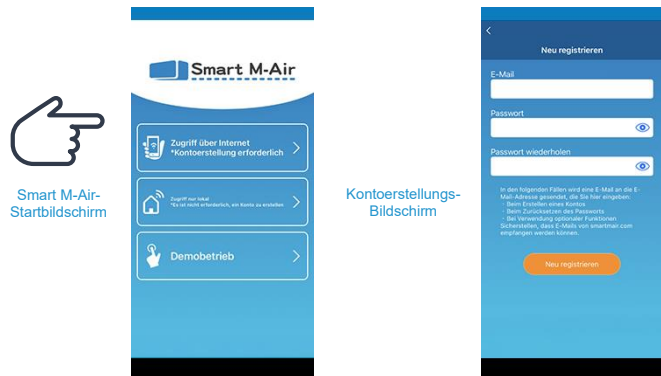 Smart M-Air-
Startbildschirm
Smart M-Air
Zugriff über Internet
*Kontoerstellung erforderlich
Zugriff nur lokal
*Es ist nicht erforderlich, ein Konto zu erstellen
Demobetrieb
Kontoerstellungs-
Bildschirm
Neu registrieren
E-Mail
Passwort
Passwort wiederholen
In den folgenden Fällen wird eine E-Mail an die E-
Mail-Adresse gesendet, die Sie hier eingeben:
· Beim Erstellen eines Kontos
· Beim Zurücksetzen des Passworts
· Bei Verwendung optionaler Funktionen
Sicherstellen, dass E-Mails von smartmair.com
empfangen werden können.
Neu registrieren